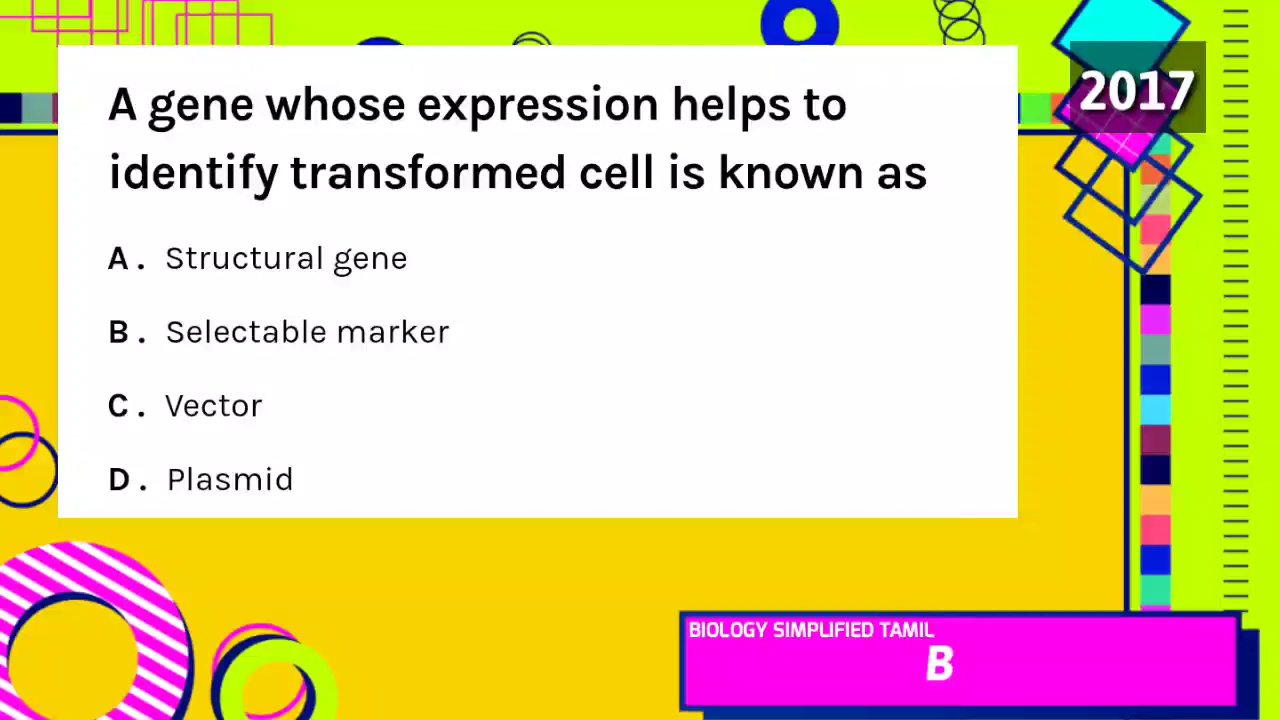 2017
A gene whose expression helps to
identify transformed cell is known as
A. Structural gene
B. Selectable marker
C. Vector
D. Plasmid
BIOLOGY SIMPLIFIED TAMIL
B